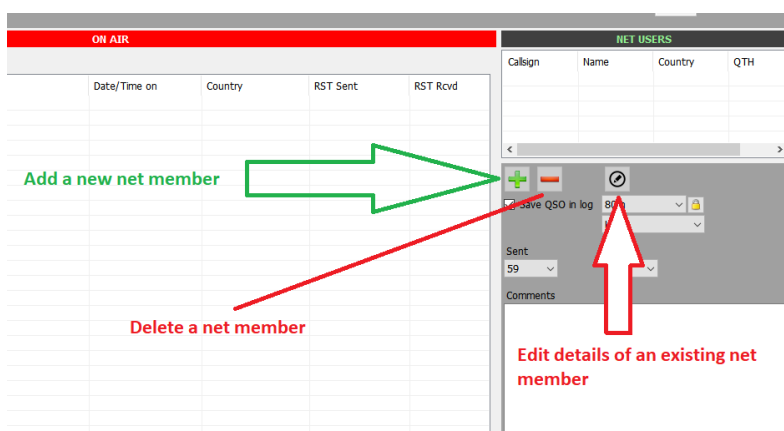 ON AIR
NET USERS
Callsign Name Country QTH
Date/Time on Country RST Sent RST Rcvd
Add a new net member
Save QSO in log
Sent
59
Comments
Delete a net member
Edit details of an existing net
member